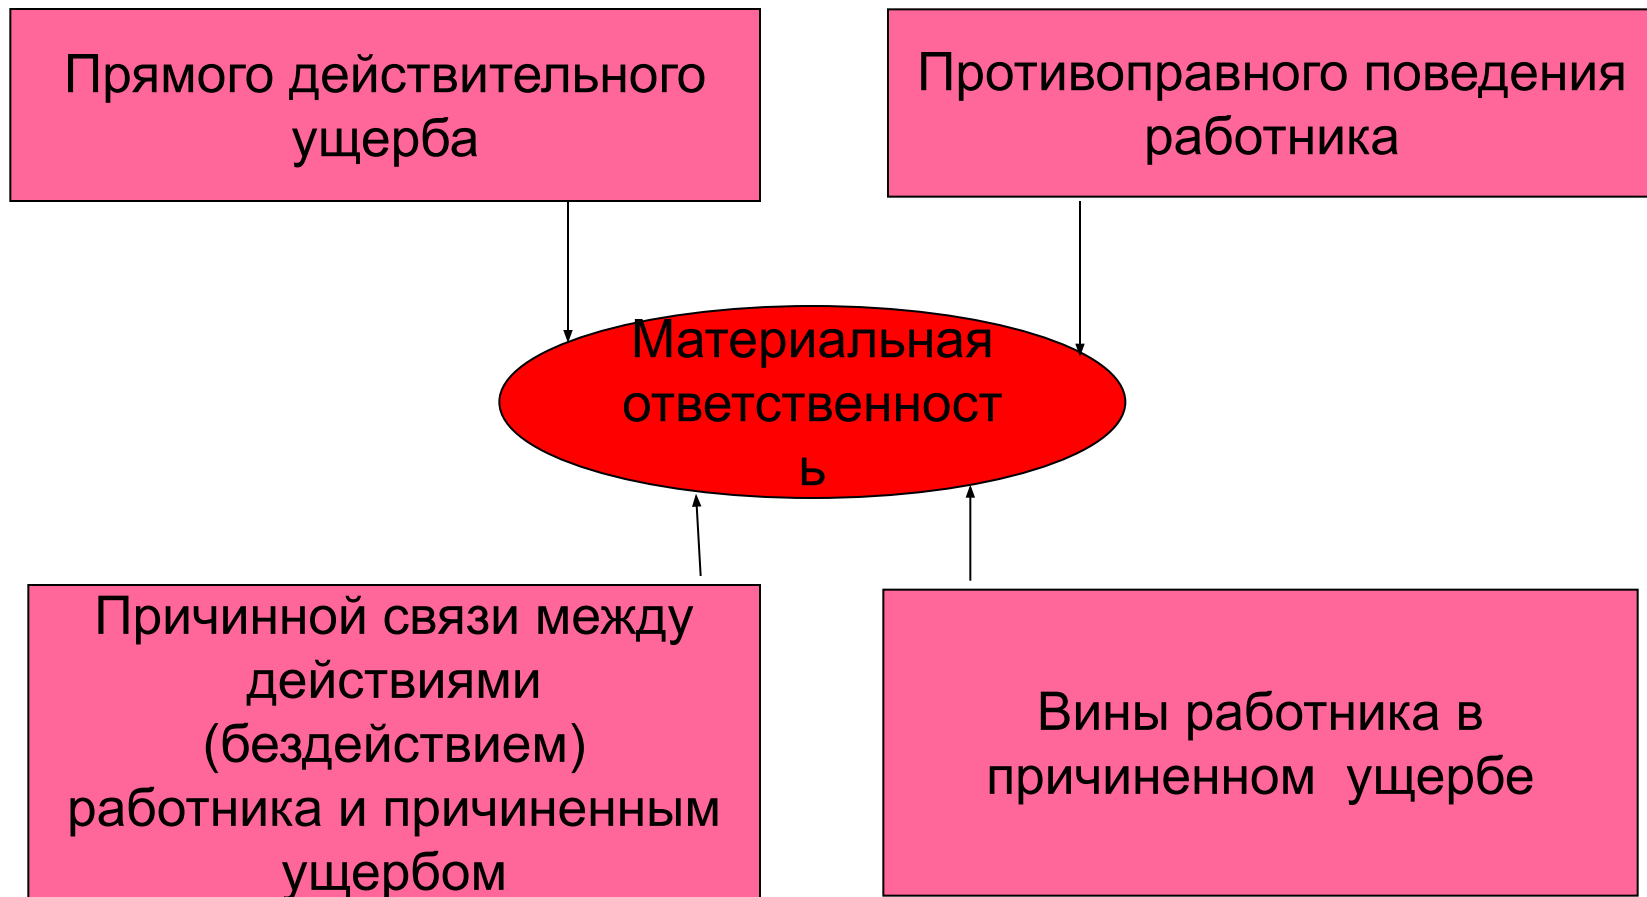 Прямого действительного
ущерба
Противоправного поведения
работника
Материальная
ответственност
ь
Причинной связи между
действиями
(бездействием)
работника и причиненным
ущербом
Вины работника в
причиненном  ущербе